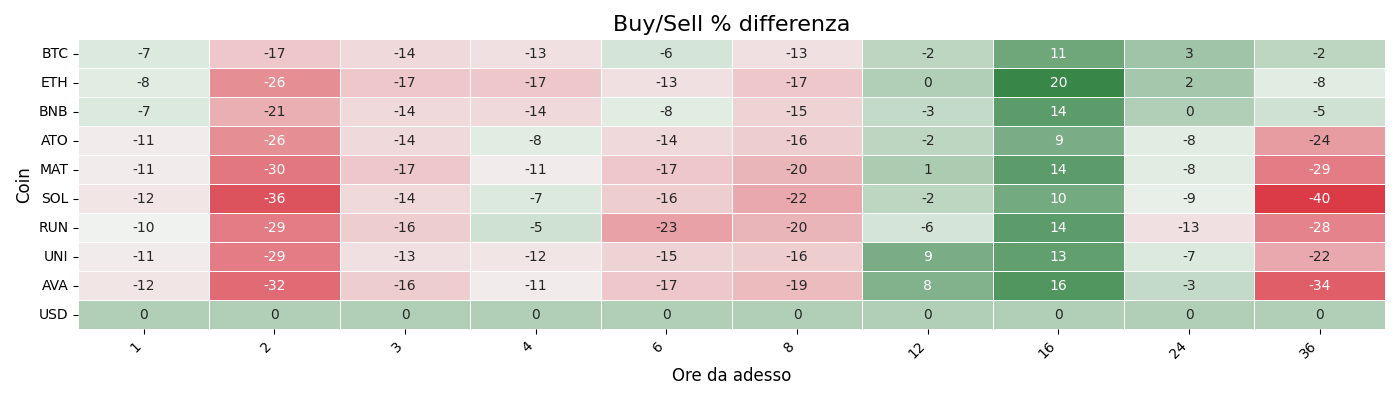 Buy/Sell % differenza
Coin
BTC -7 -17 -14 -13 -6 -13 -2 11 3 -2
ETH -8 -26 -17 -17 -13 -17 0 20 2 -8
BNB -7 -21 -14 -14 -8 -15 -3 14 0 -5
ATO -11 -26 -14 -8 -14 -16 -2 9 -8 -24
MAT -11 -30 -17 -11 -17 -20 1 14 -8 -29
SOL -12 -36 -14 -7 -16 -22 -2 10 -9 -40
RUN -10 -29 -16 -5 -23 -20 -6 14 -13 -28
UNI -11 -29 -13 -12 -15 -16 9 13 -7 -22
AVA -12 -32 -16 -11 -17 -19 8 16 -3 -34
USD 0 0 0 0 0 0 0 0 0 0
1 2 3 4 6 8 12 16 24 36
Ore da adesso